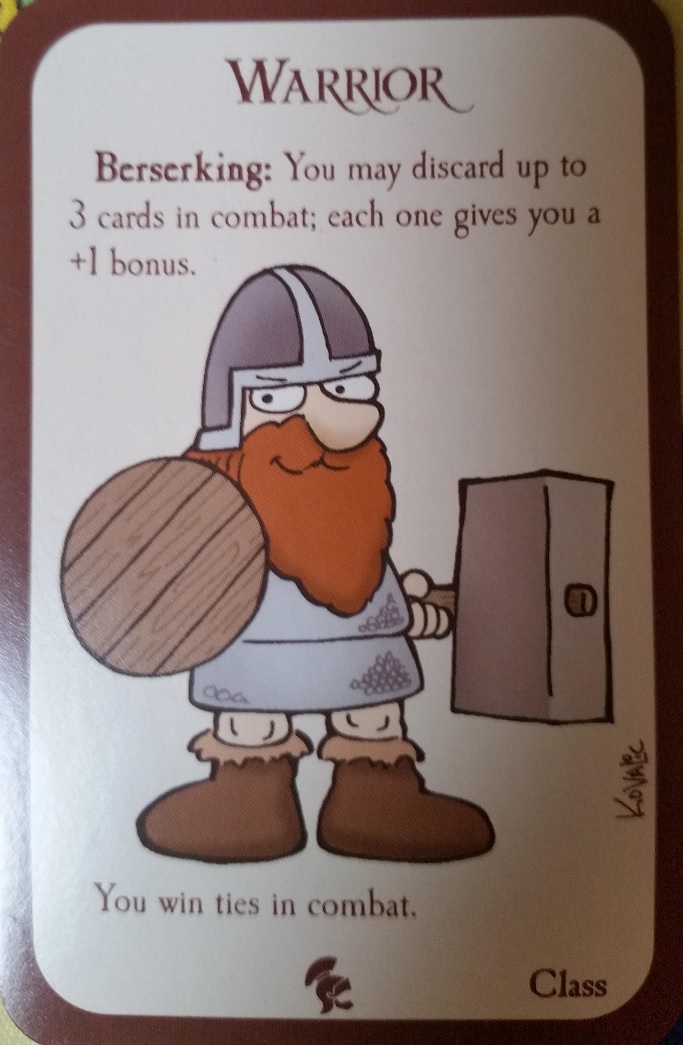 WARRIOR
Berserking: You may discard up to
3 cards in combat; each one gives you a
+1 bonus.
KOVALIC
You win ties in combat.
Class